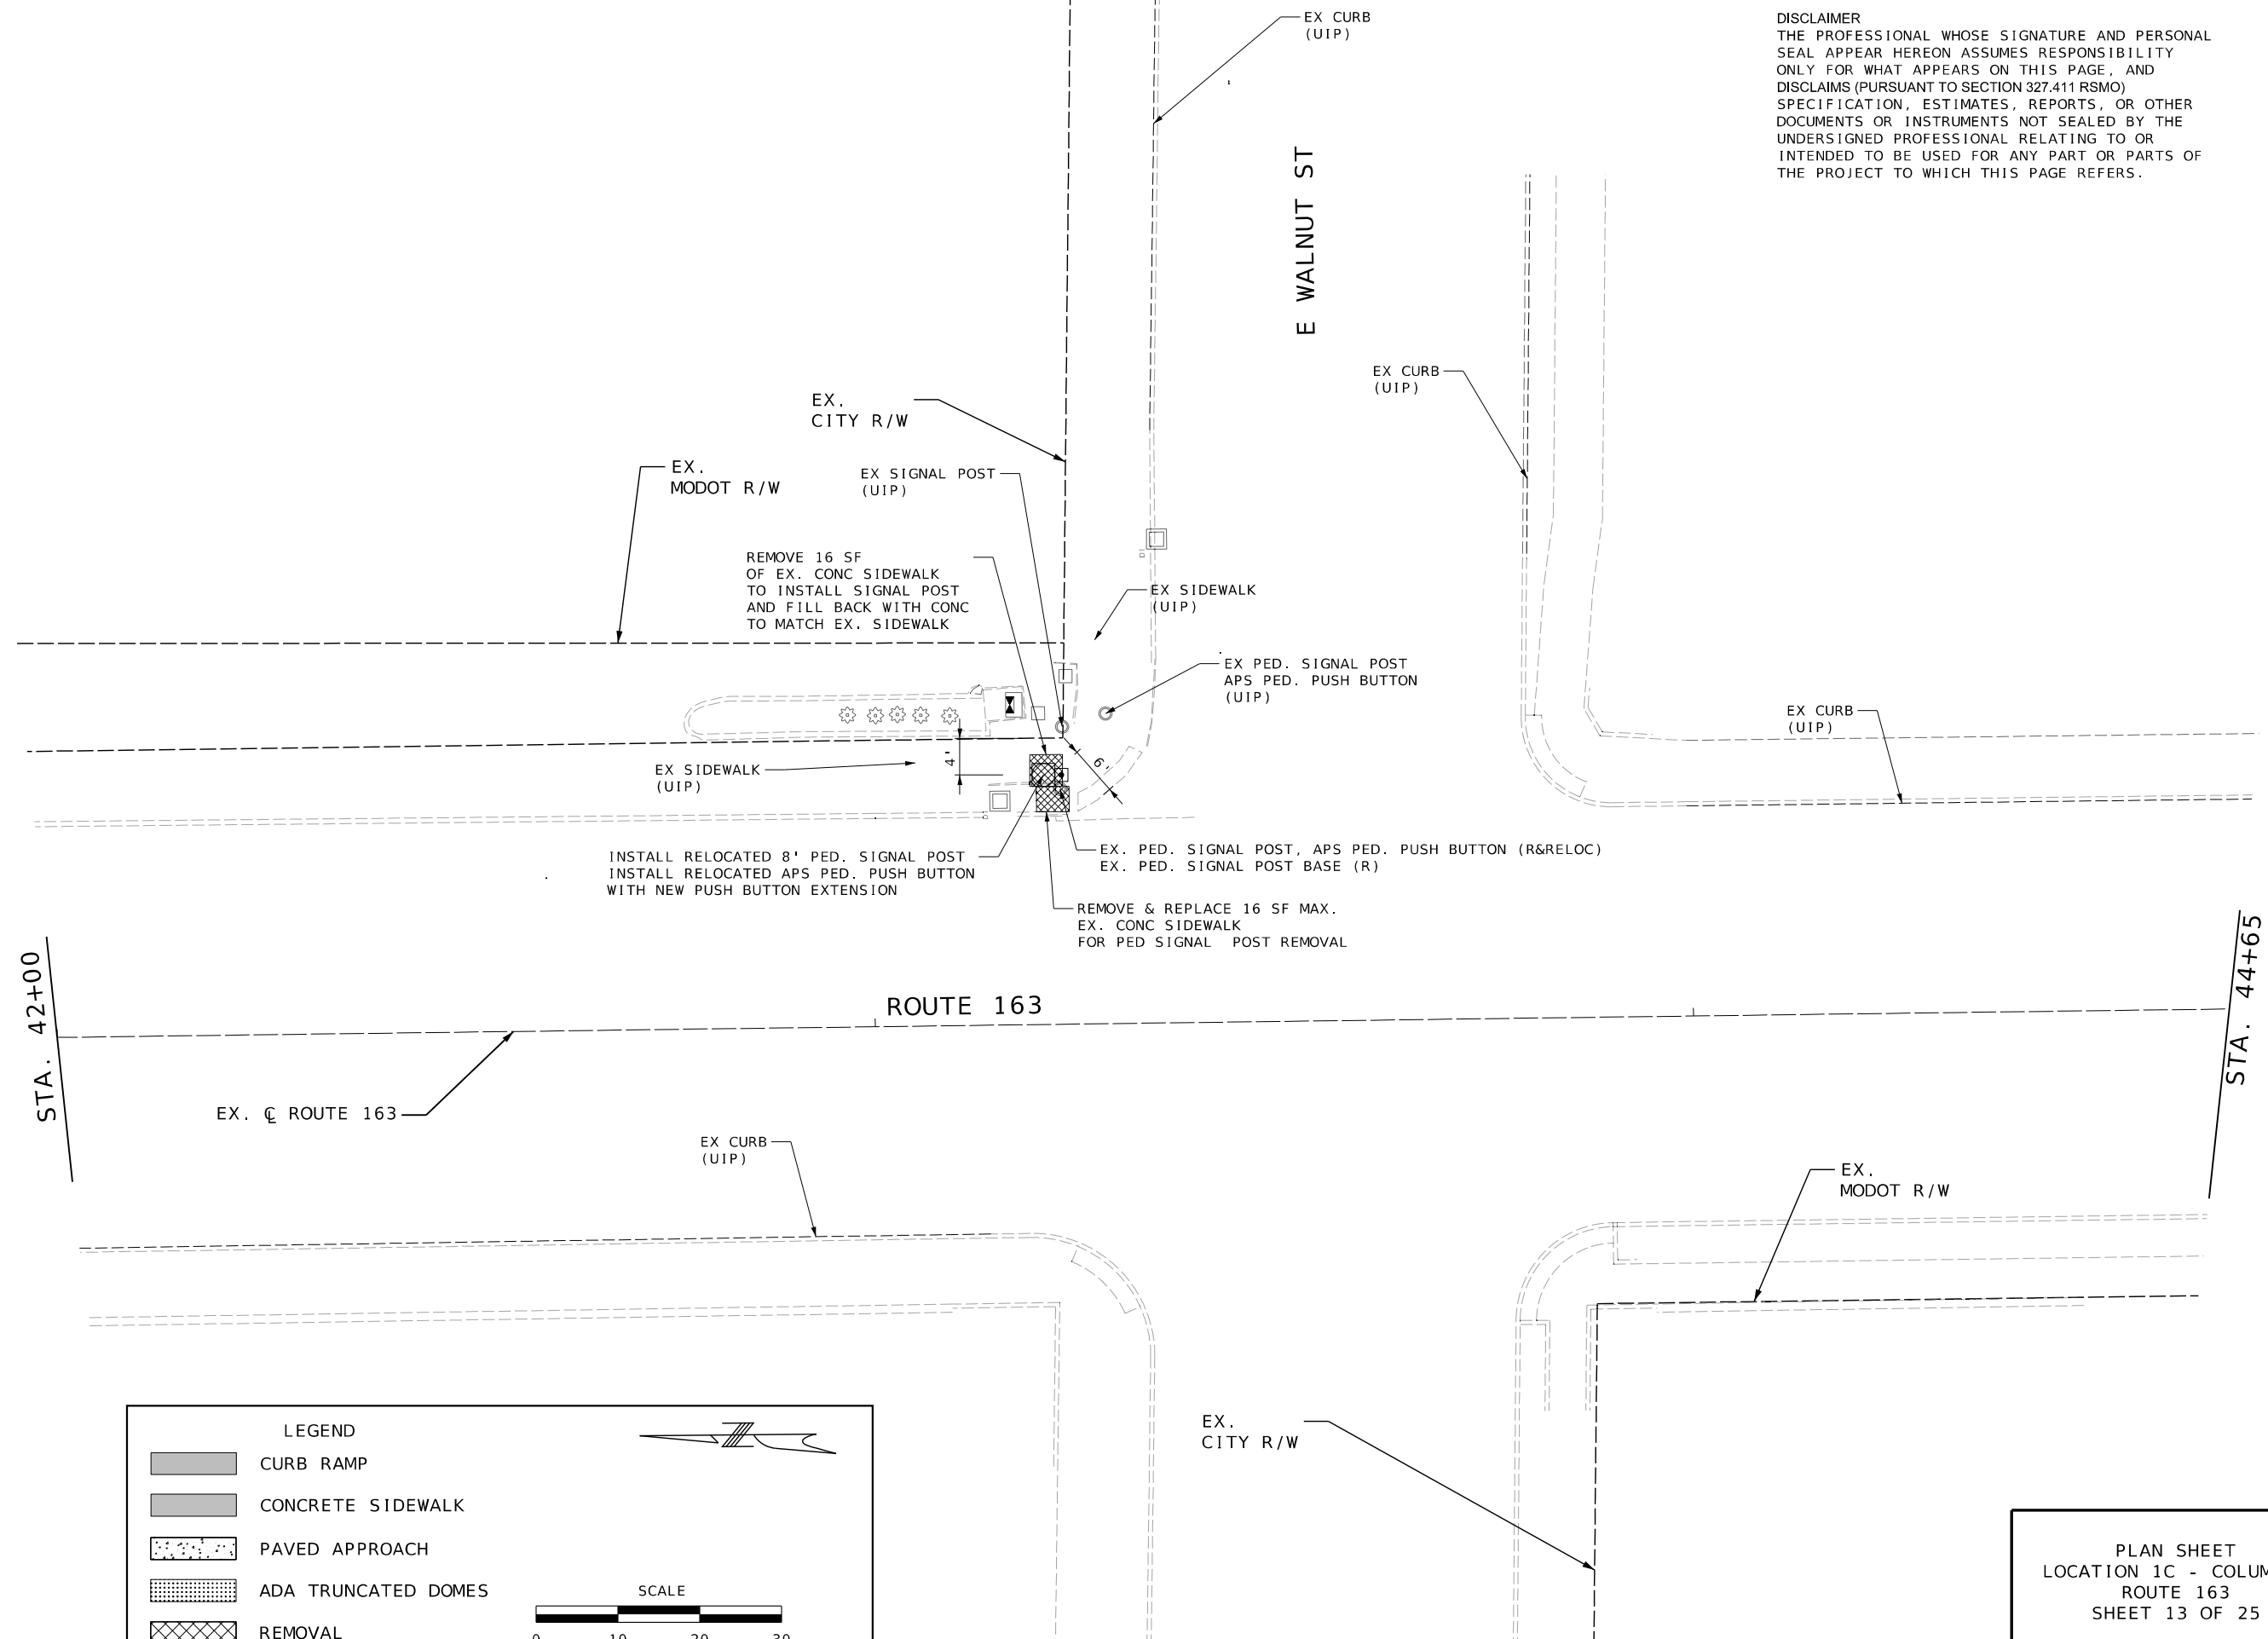 EX CURB
(UIP)
DISCLAIMER
THE PROFESSIONAL WHOSE SIGNATURE AND PERSONAL
SEAL APPEAR HEREON ASSUMES RESPONSIBILITY
ONLY FOR WHAT APPEARS ON THIS PAGE, AND
DISCLAIMS (PURSUANT TO SECTION 327.411 RSMO)
SPECIFICATION, ESTIMATES, REPORTS, OR OTHER
DOCUMENTS OR INSTRUMENTS NOT SEALED BY THE
UNDERSIGNED PROFESSIONAL RELATING TO OR
INTENDED TO BE USED FOR ANY PART OR PARTS OF
THE PROJECT TO WHICH THIS PAGE REFERS.
E WALNUT ST
EX CURB
(UIP)
EX.
CITY R/W
EX.
MODOT R/W
EX SIGNAL POST
(UIP)
REMOVE 16 SF
OF EX. CONC SIDEWALK
TO INSTALL SIGNAL POST
AND FILL BACK WITH CONC
TO MATCH EX. SIDEWALK
DI
EX SIDEWALK
(UIP)
EX PED. SIGNAL POST
APS PED. PUSH BUTTON
(UIP)
EX CURB
(UIP)
EX SIDEWALK
(UIP)
4'
6'
INSTALL RELOCATED 8' PED. SIGNAL POST
INSTALL RELOCATED APS PED. PUSH BUTTON
WITH NEW PUSH BUTTON EXTENSION
EX. PED. SIGNAL POST, APS PED. PUSH BUTTON (R&RELOC)
EX. PED. SIGNAL POST BASE (R)
REMOVE & REPLACE 16 SF MAX.
EX. CONC SIDEWALK
FOR PED SIGNAL POST REMOVAL
STA. 42+00
STA. 44+65
ROUTE 163
EX. ℄ ROUTE 163
EX CURB
(UIP)
EX.
MODOT R/W
EX.
CITY R/W
LEGEND
CURB RAMP
CONCRETE SIDEWALK
PAVED APPROACH
ADA TRUNCATED DOMES
REMOVAL
SCALE
0 10 20 30
PLAN SHEET
LOCATION 1C - COLUM
ROUTE 163
SHEET 13 OF 25